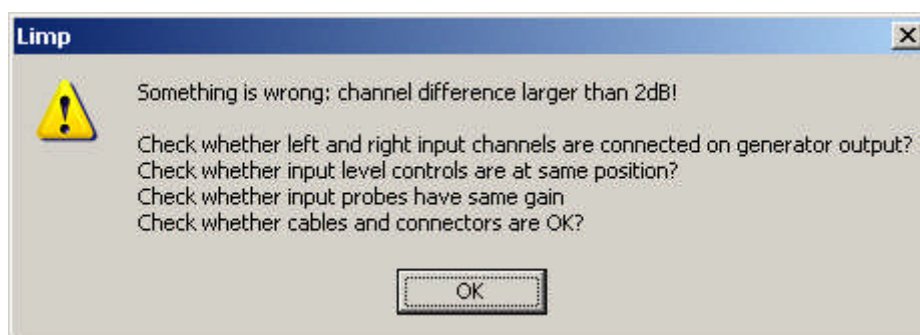 Limp
Something is wrong: channel difference larger than 2dB!
Check whether left and right input channels are connected on generator output?
Check whether input level controls are at same position?
Check whether input probes have same gain
Check whether cables and connectors are OK?
OK